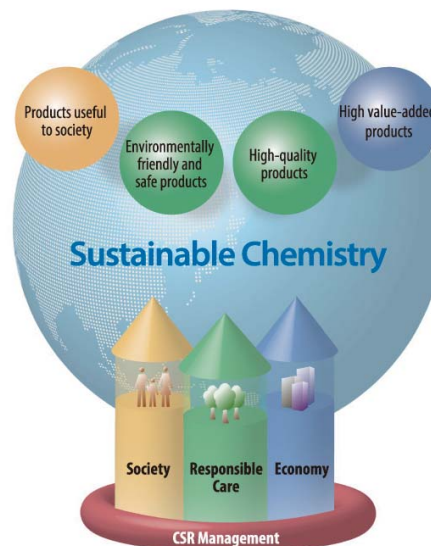 Products useful
to society
Environmentally
friendly and
safe products
High-quality
products
High value-added
products
Sustainable Chemistry
Society
Responsible
Care
Economy
CSR Management